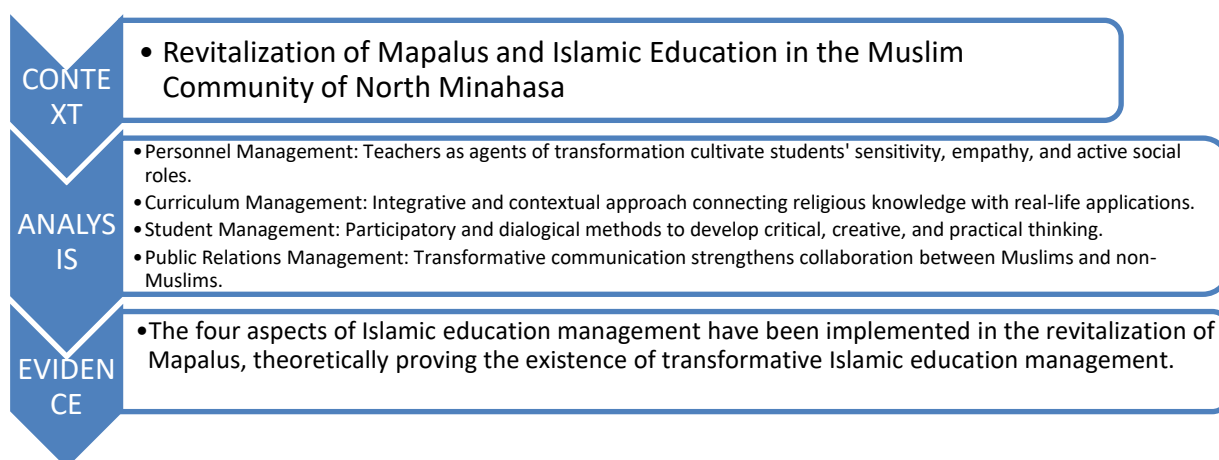 CONTE
XT
• Revitalization of Mapalus and Islamic Education in the Muslim
Community of North Minahasa
ANALYS
IS
•Personnel Management: Teachers as agents of transformation cultivate students' sensitivity, empathy, and active social
roles.
•Curriculum Management: Integrative and contextual approach connecting religious knowledge with real-life applications.
•Student Management: Participatory and dialogical methods to develop critical, creative, and practical thinking.
•Public Relations Management: Transformative communication strengthens collaboration between Muslims and non-
Muslims.
EVIDEN
CE
•The four aspects of Islamic education management have been implemented in the revitalization of
Mapalus, theoretically proving the existence of transformative Islamic education management.